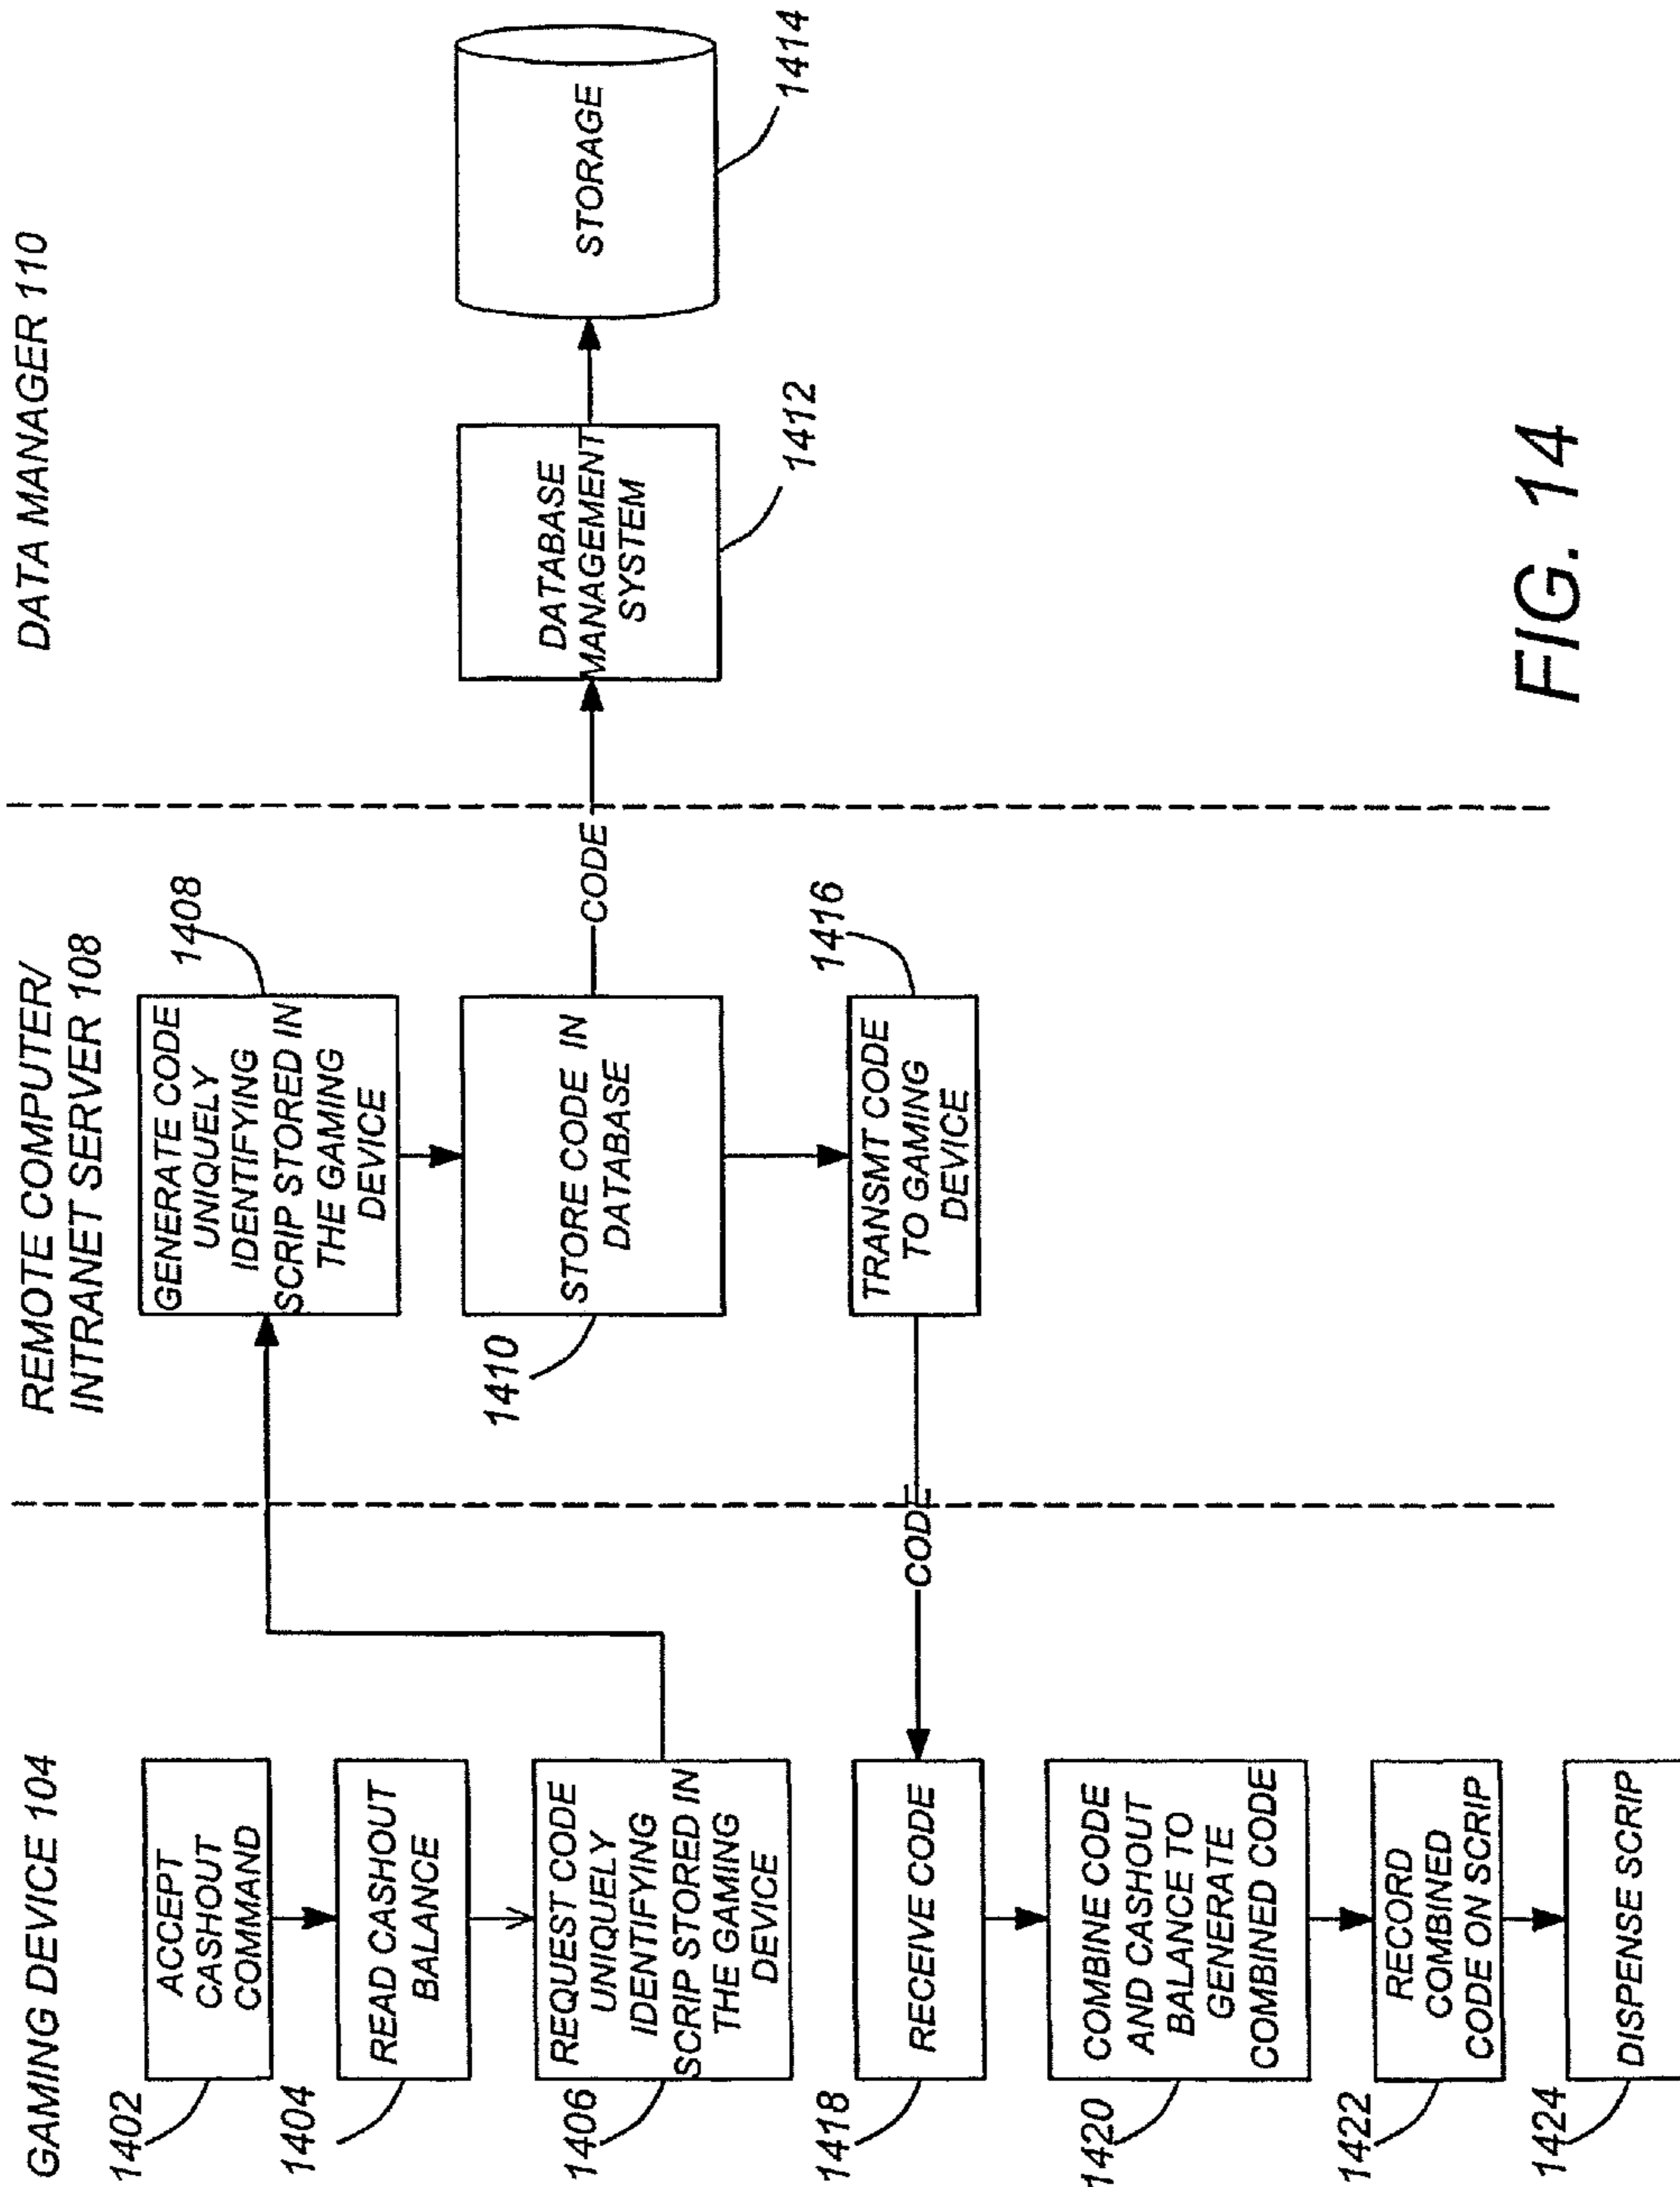 GAMING DEVICE 104
1402
ACCEPT
CASHOUT
COMMAND
1404
READ CASHOUT
BALANCE
1406
REQUEST CODE
UNIQUELY
IDENTIFYING
SCRIP STORED IN
THE GAMING
DEVICE
1418
RECEIVE CODE
1420
COMBINE CODE
AND CASHOUT
BALANCE TO
GENERATE
COMBINED CODE
1422
RECORD
COMBINED
CODE ON SCRIP
1424
DISPENSE SCRIP
REMOTE COMPUTER/
INTRANET SERVER 108
1408
GENERATE CODE
UNIQUELY
IDENTIFYING
SCRIP STORED IN
THE GAMING
DEVICE
1410
STORE CODE IN
DATABASE
CODE
1416
TRANSMT CODE
TO GAMING
DEVICE
CODE
DATA MANAGER 110
DATABASE
MANAGEMENT
SYSTEM
1412
STORAGE
1414
FIG. 14